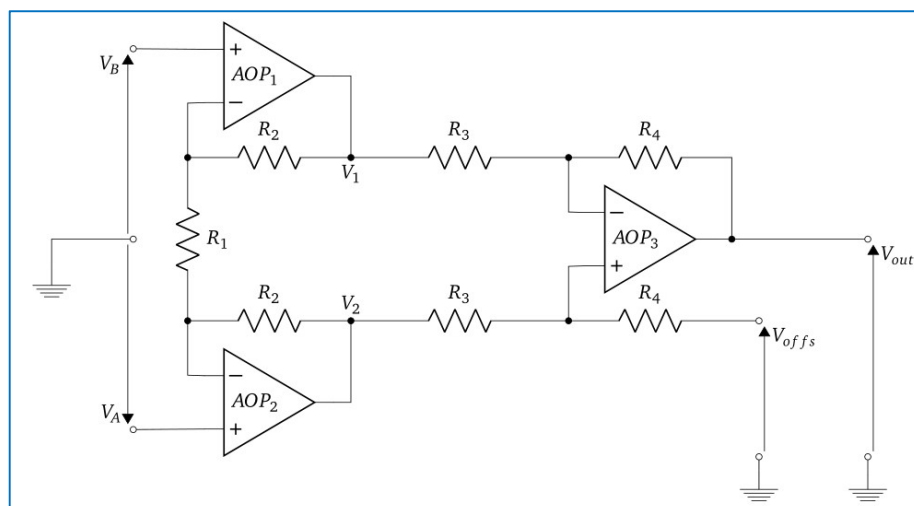 V_B
+
AOP_1
−
R_2
V_1
R_3
R_4
R_1
−
AOP_3
+
V_out
R_2
V_2
R_3
R_4
V_offs
−
AOP_2
+
V_A